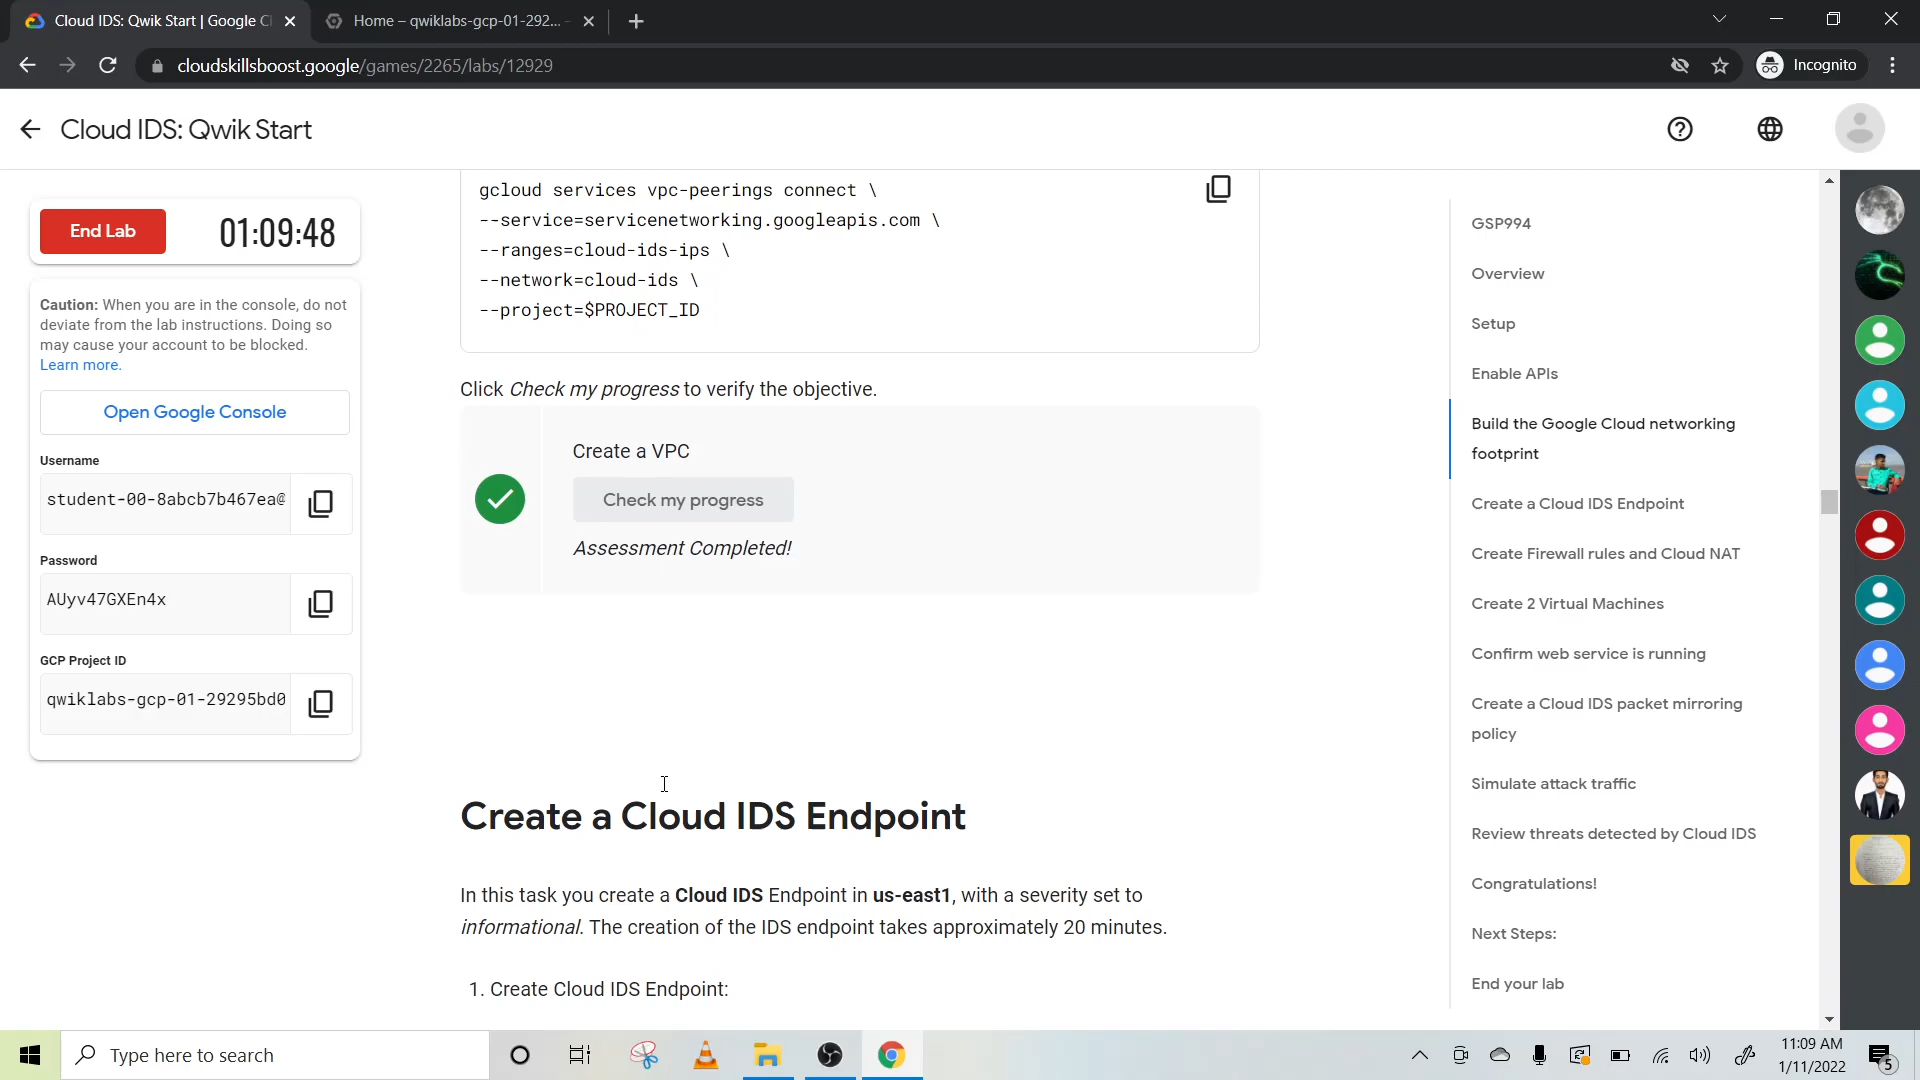 Cloud IDS: Qwik Start | Google Cl
Home – qwiklabs-gcp-01-292...
cloudskillsboost.google/games/2265/labs/12929
Incognito
Cloud IDS: Qwik Start
End Lab
01:09:48
Caution: When you are in the console, do not
deviate from the lab instructions. Doing so
may cause your account to be blocked.
Learn more.
Open Google Console
Username
student-00-8abcb7b467ea@
Password
AUyv47GXEn4x
GCP Project ID
qwiklabs-gcp-01-29295bd0
gcloud services vpc-peerings connect \
--service=servicenetworking.googleapis.com \
--ranges=cloud-ids-ips \
--network=cloud-ids \
--project=$PROJECT_ID
Click Check my progress to verify the objective.
Create a VPC
Check my progress
Assessment Completed!
Create a Cloud IDS Endpoint
In this task you create a Cloud IDS Endpoint in us-east1, with a severity set to
informational. The creation of the IDS endpoint takes approximately 20 minutes.
1. Create Cloud IDS Endpoint:
GSP994
Overview
Setup
Enable APIs
Build the Google Cloud networking
footprint
Create a Cloud IDS Endpoint
Create Firewall rules and Cloud NAT
Create 2 Virtual Machines
Confirm web service is running
Create a Cloud IDS packet mirroring
policy
Simulate attack traffic
Review threats detected by Cloud IDS
Congratulations!
Next Steps:
End your lab
Type here to search
11:09 AM
1/11/2022
5